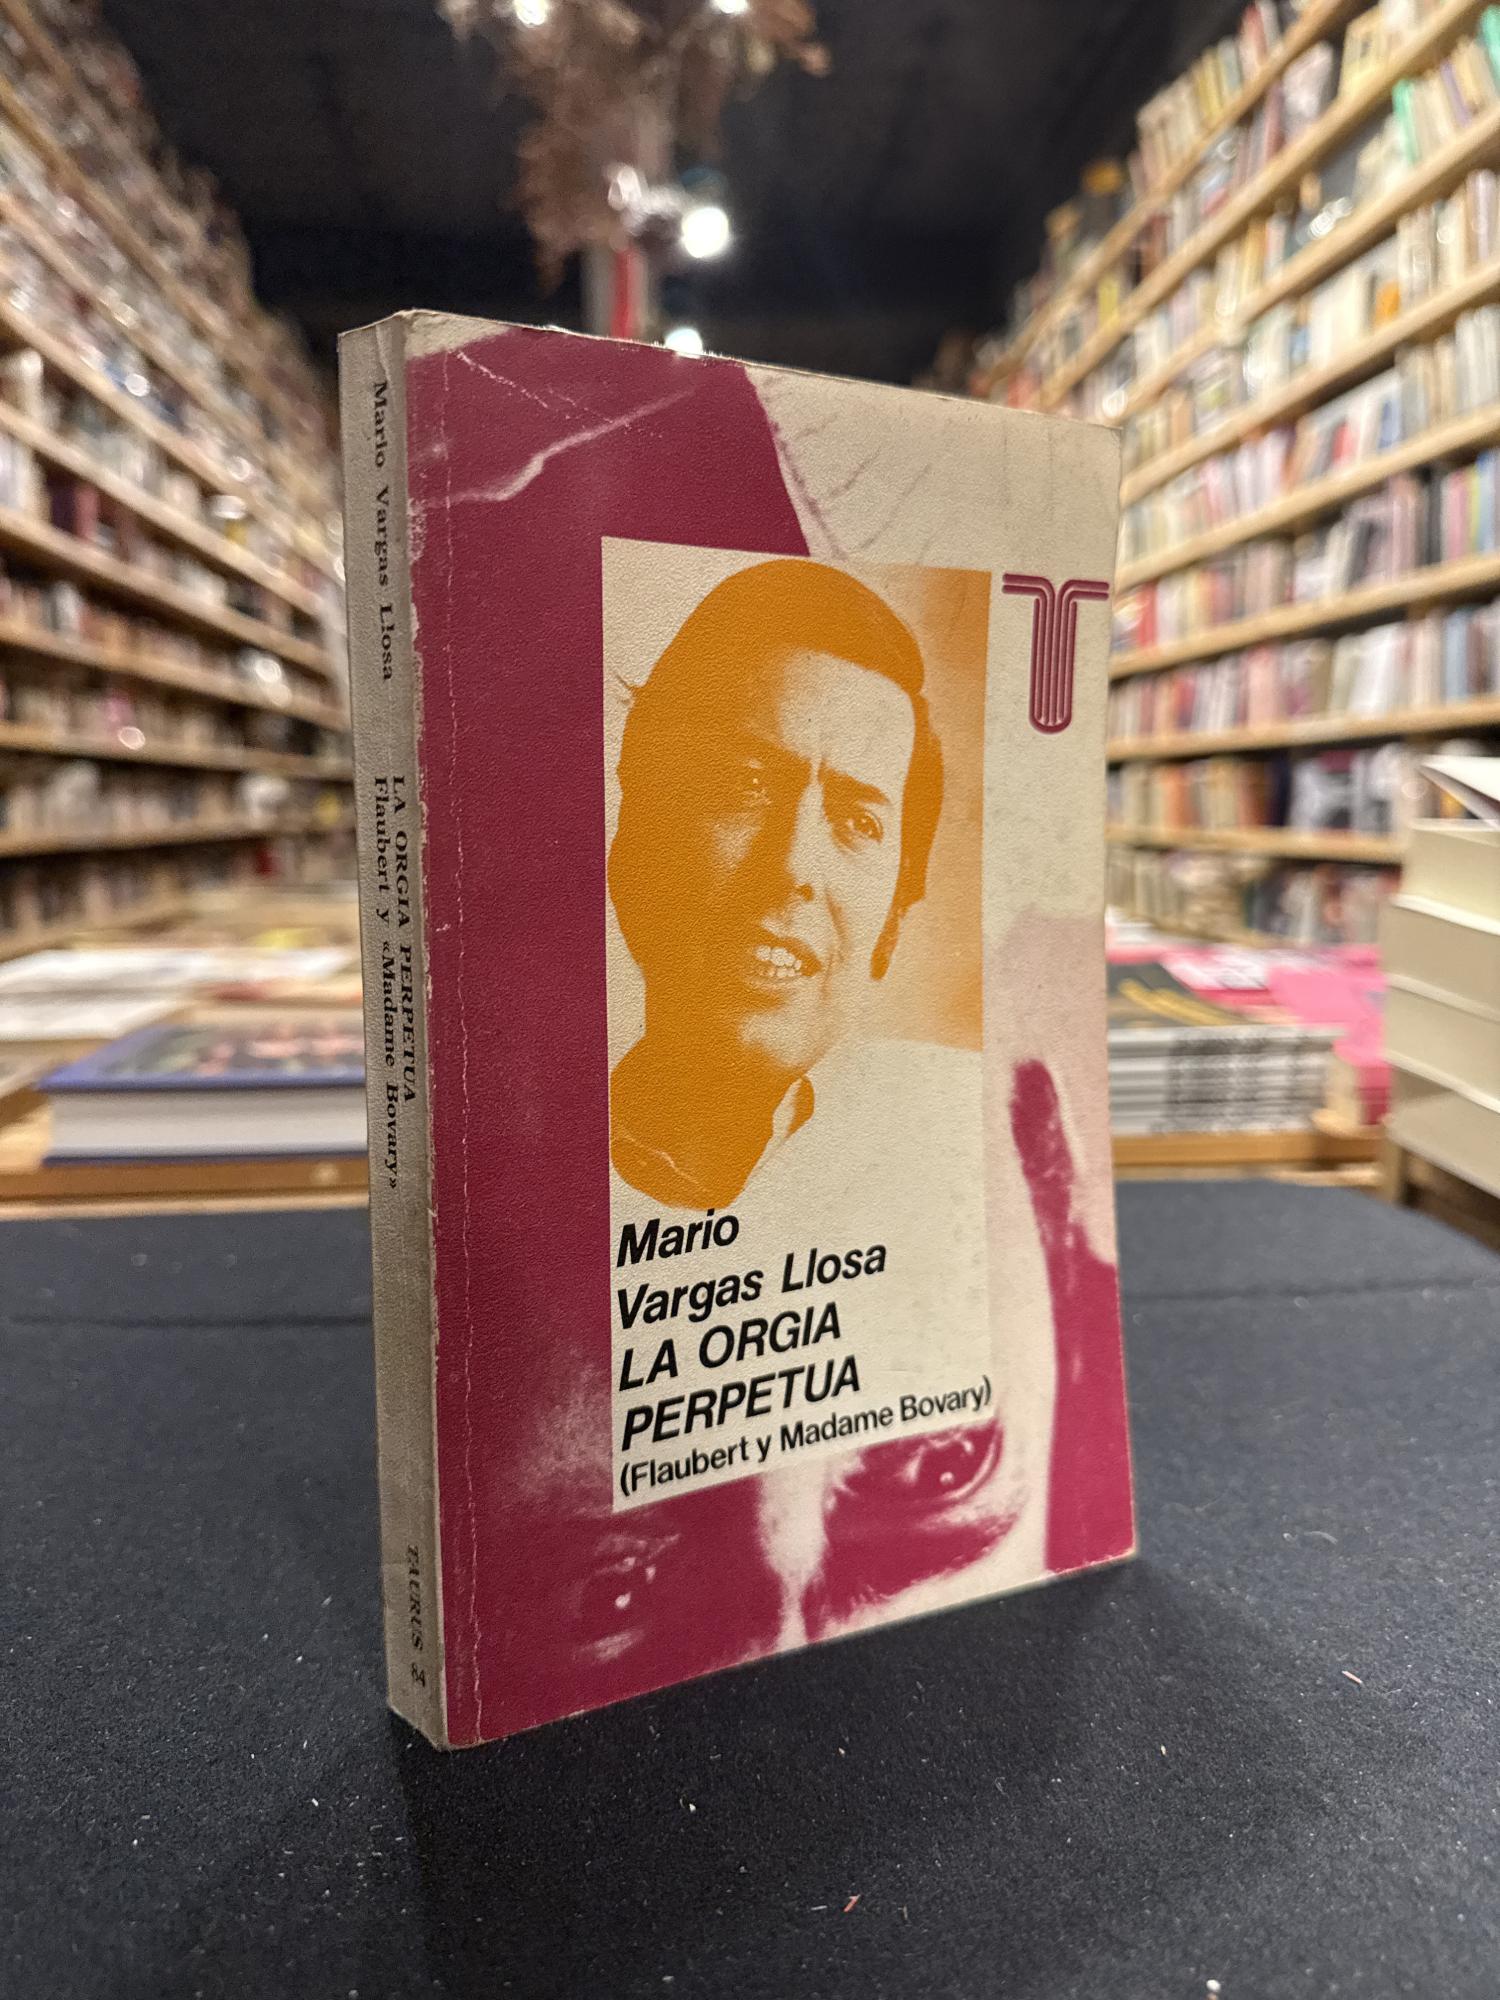 Mario Vargas Llosa
LA ORGIA PERPETUA
Flaubert y «Madame Bovary»
TAURUS 84
T
Mario
Vargas Llosa
LA ORGIA
PERPETUA
(Flaubert y Madame Bovary)